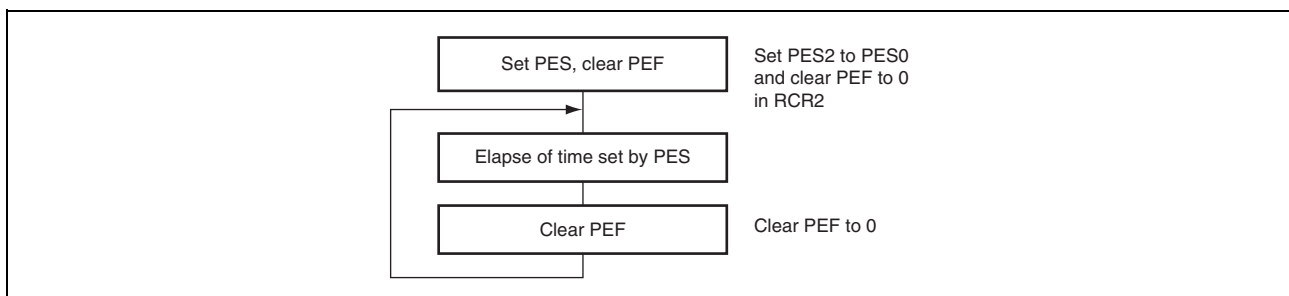 Set PES, clear PEF
Set PES2 to PES0
and clear PEF to 0
in RCR2
Elapse of time set by PES
Clear PEF
Clear PEF to 0